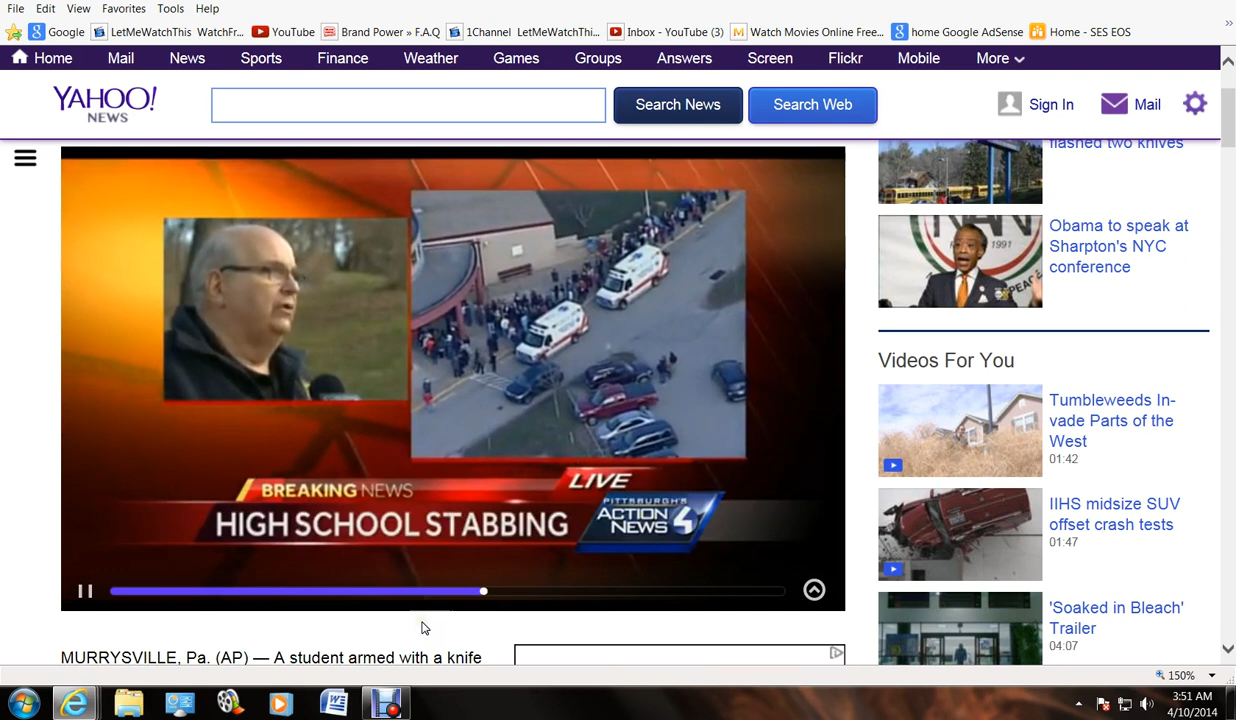 File Edit View Favorites Tools Help
Google LetMeWatchThis WatchFr... YouTube Brand Power » F.A.Q 1Channel LetMeWatchThi... Inbox - YouTube (3) Watch Movies Online Free... home Google AdSense Home - SES EOS
Home Mail News Sports Finance Weather Games Groups Answers Screen Flickr Mobile More
YAHOO!
NEWS
Search News Search Web
Sign In Mail
flashed two knives
1991
Obama to speak at
Sharpton's NYC
conference
Videos For You
Tumbleweeds In-
vade Parts of the
West
01:42
IIHS midsize SUV
offset crash tests
01:47
'Soaked in Bleach'
Trailer
04:07
LIVE
BREAKING NEWS
HIGH SCHOOL STABBING
PITTSBURGH'S
ACTION
NEWS 4
MURRYSVILLE, Pa. (AP) — A student armed with a knife
150%
3:51 AM
4/10/2014